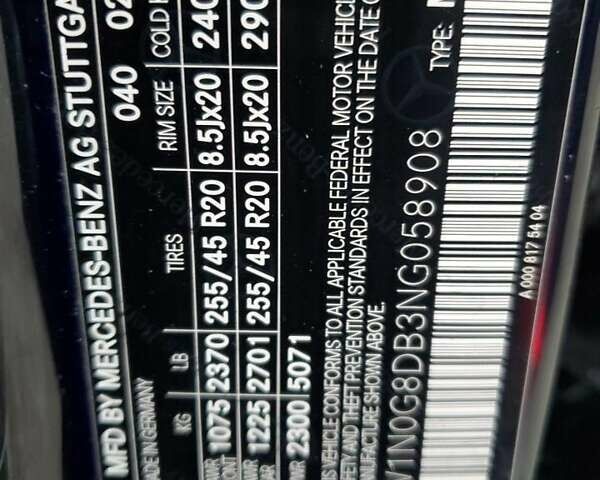 MFD BY MERCEDES-BENZ AG STUTTGA
MADE IN GERMANY 040 02
KG LB TIRES RIM SIZE COLD
1075 2370 255/45 R20 8.5Jx20 240
1225 2701 255/45 R20 8.5Jx20 290
2300 5071
THIS VEHICLE CONFORMS TO ALL APPLICABLE FEDERAL MOTOR VEHICLE
SAFETY AND THEFT PREVENTION STANDARDS IN EFFECT ON THE DATE O
MANUFACTURE SHOWN ABOVE.
W1N0G8DB3NG058908 TYPE:
A 000 817 54 04